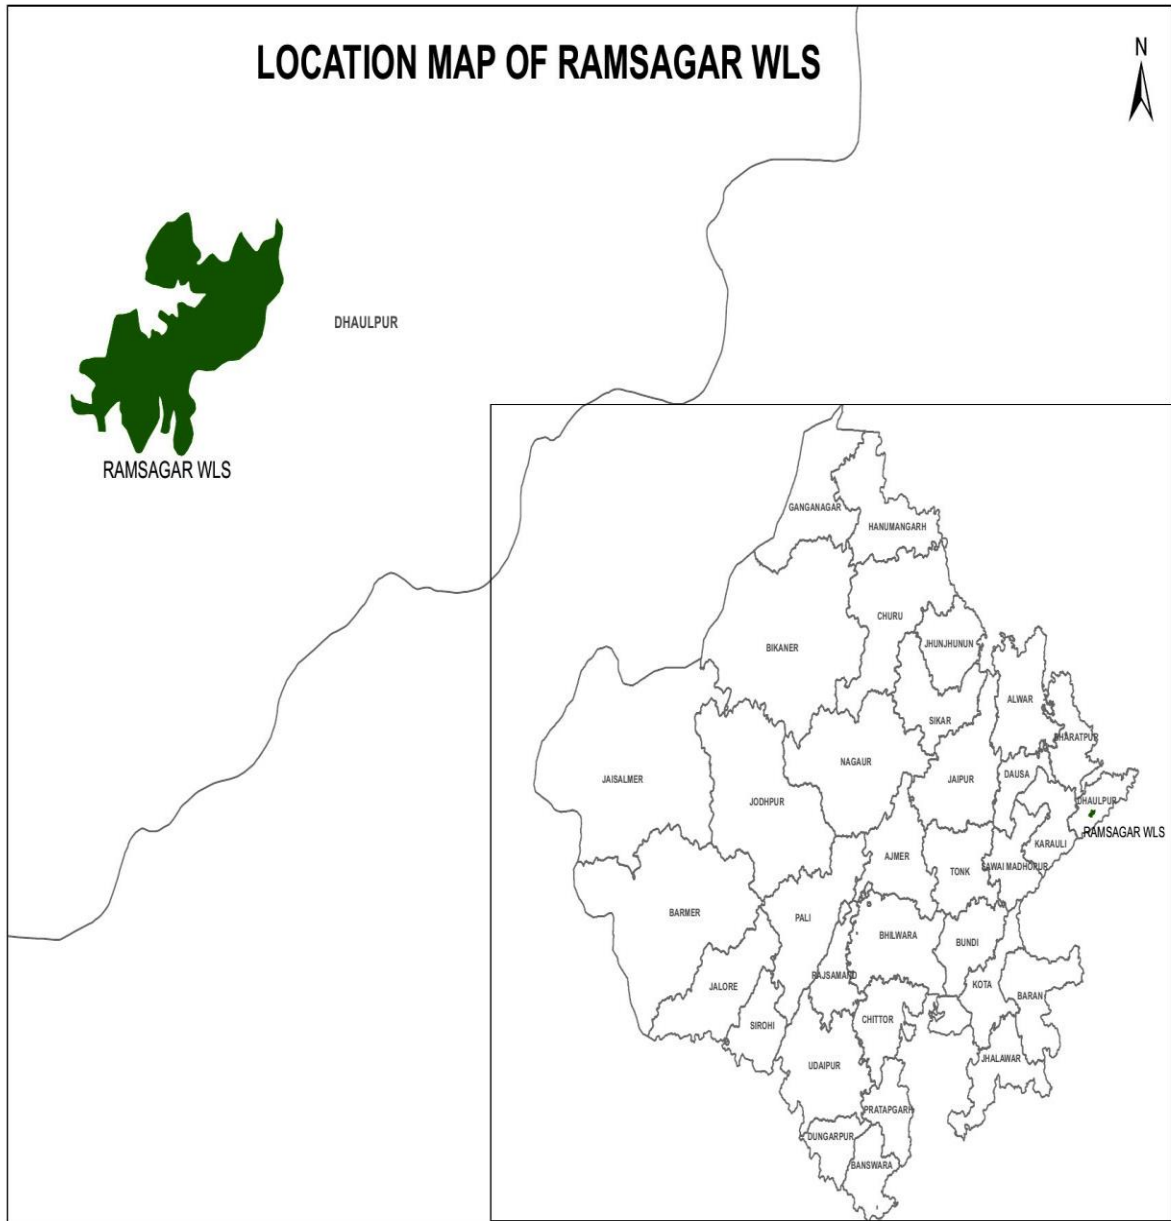 LOCATION MAP OF RAMSAGAR WLS
N
DHAULPUR
RAMSAGAR WLS
GANGANAGAR
HANUMANGARH
CHURU
BIKANER
JHUNJHUNUN
ALWAR
SIKAR
BHARATPUR
NAGAUR
JAISALMER
JAIPUR
DAUSA
JODHPUR
DHAULPUR
RAMSAGAR WLS
KARAULI
AJMER
SAWAI MADHOPUR
TONK
BARMER
PALI
BHILWARA
BUNDI
RAJSAMAND
KOTA
JALORE
BARAN
CHITTOR
SIROHI
JHALAWAR
UDAIPUR
PRATAPGARH
DUNGARPUR
BANSWARA